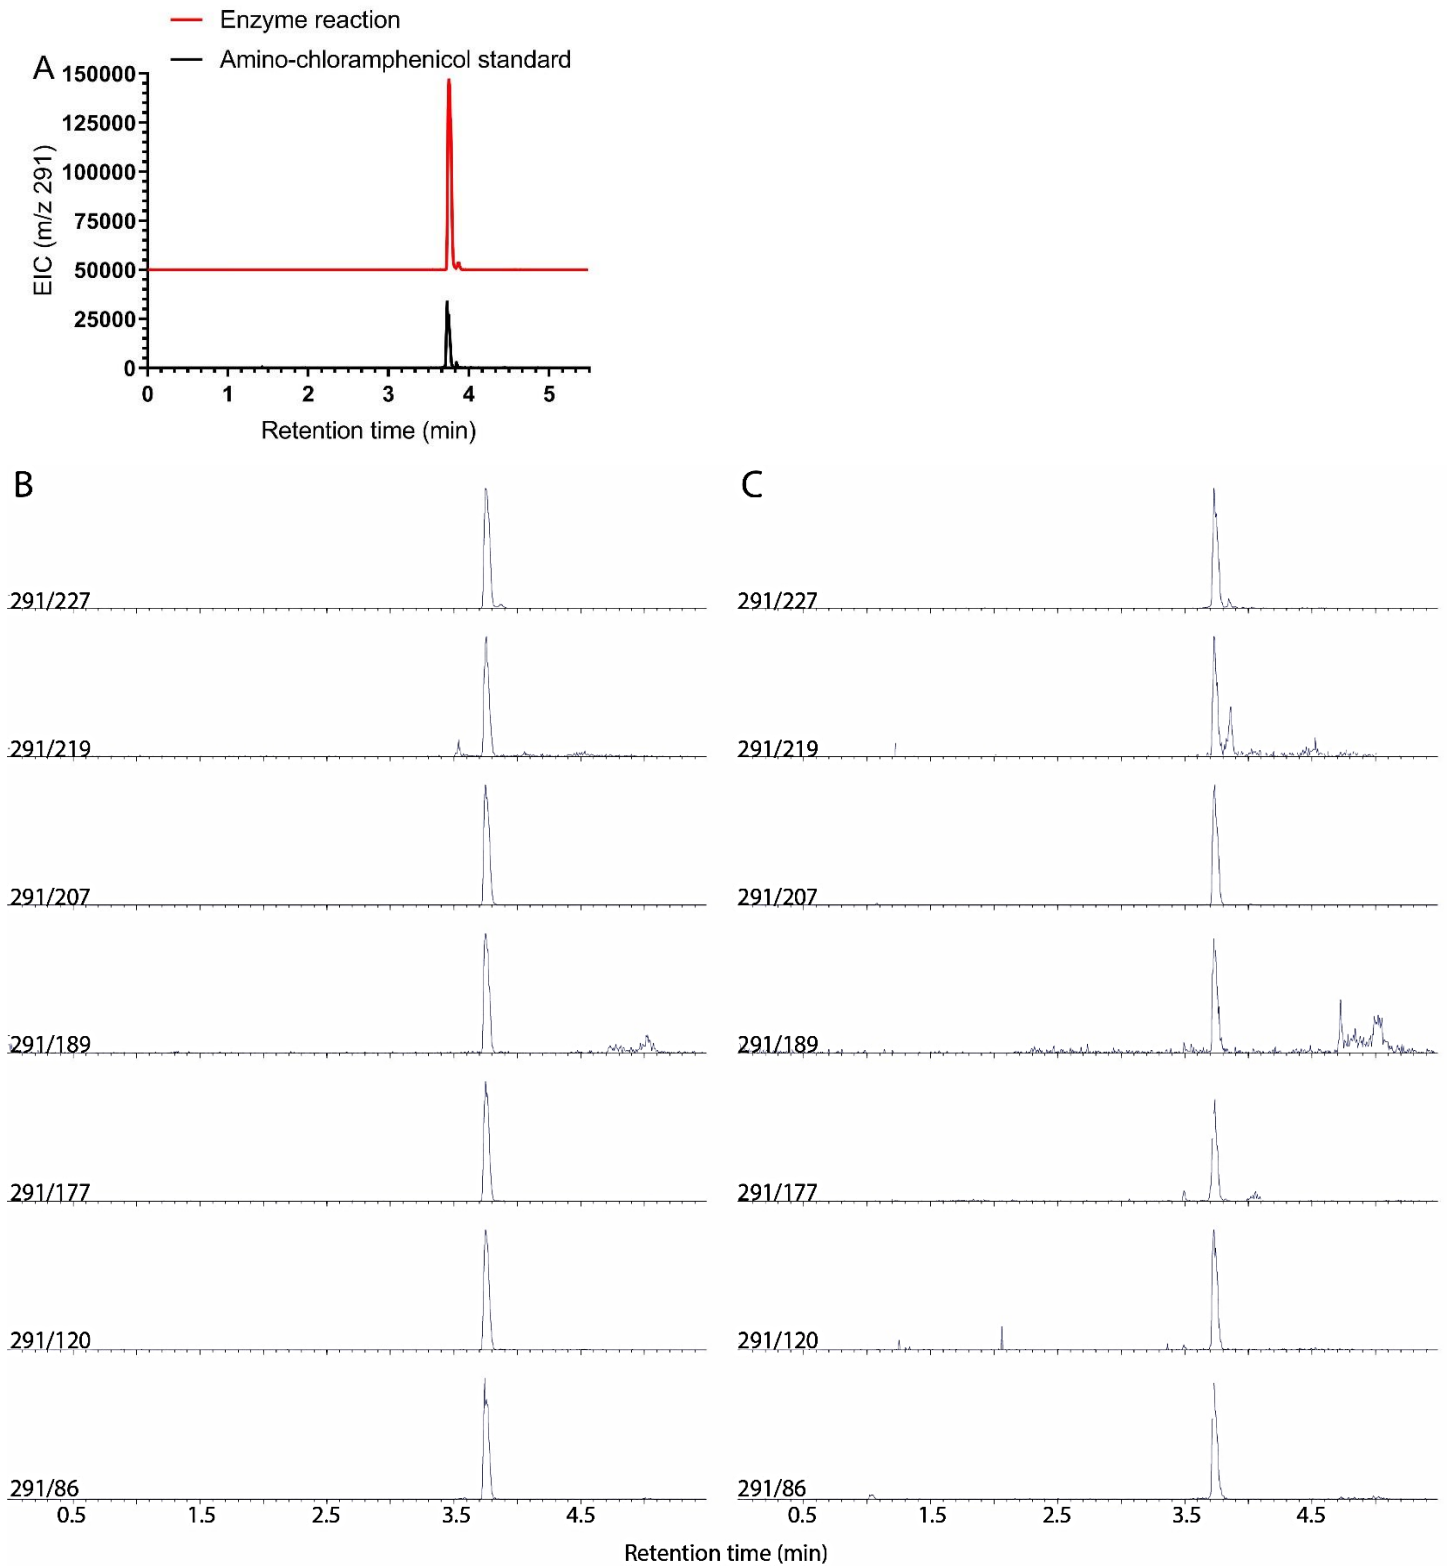 Enzyme reaction
Amino-chloramphenicol standard
A
150000
125000
100000
75000
50000
25000
0
EIC (m/z 291)
0 1 2 3 4 5
Retention time (min)
B C
291/227 291/227
291/219 291/219
291/207 291/207
291/189 291/189
291/177 291/177
291/120 291/120
291/86 291/86
0.5 1.5 2.5 3.5 4.5 0.5 1.5 2.5 3.5 4.5
Retention time (min)